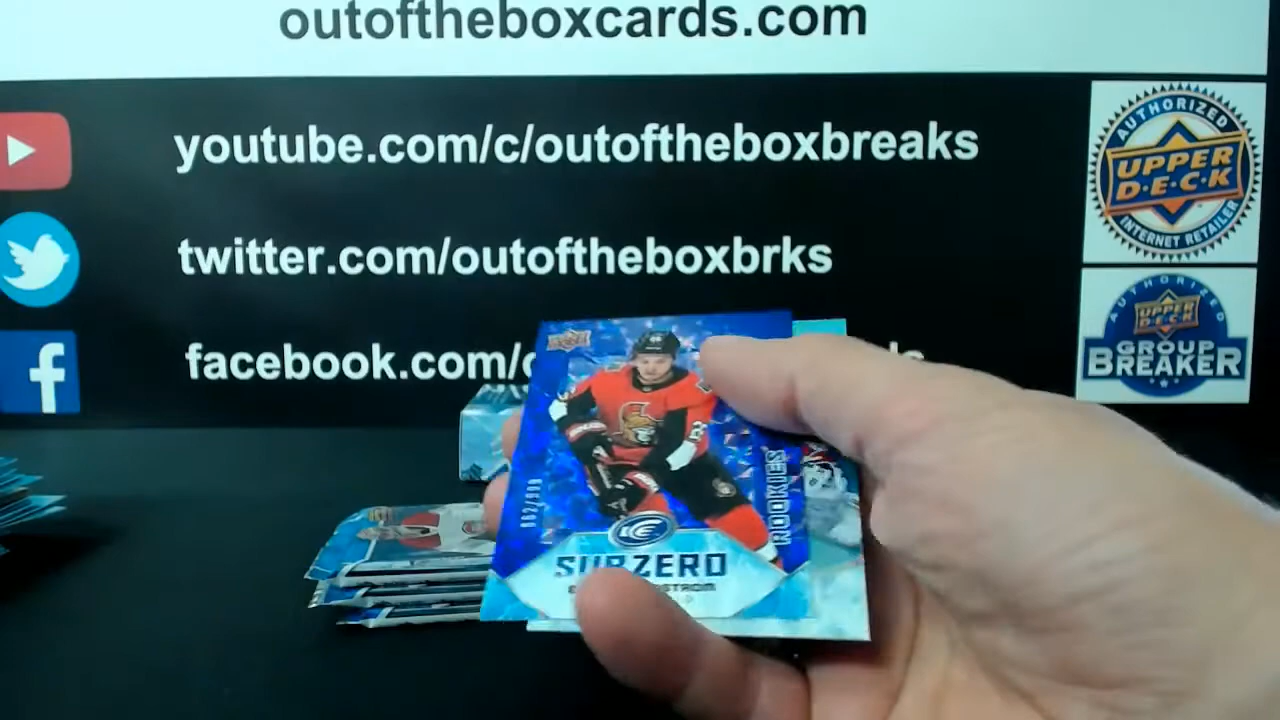 outoftheboxcards.com
youtube.com/c/outoftheboxbreaks
twitter.com/outoftheboxbrks
facebook.com/
AUTHORIZED
UPPER
D·E·C·K
INTERNET RETAILER
AUTHORIZED
UPPER
DECK
GROUP
BREAKER
ROOKIES
SUBZERO